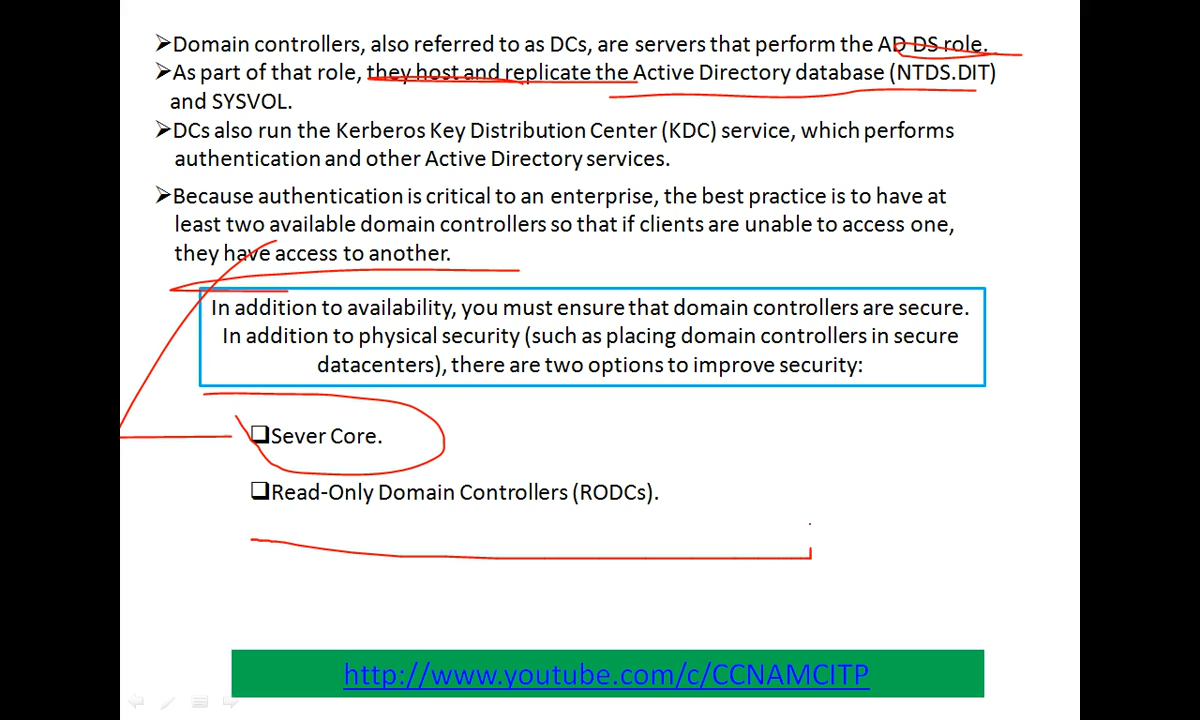 ➢Domain controllers, also referred to as DCs, are servers that perform the AD DS role.
➢As part of that role, they host and replicate the Active Directory database (NTDS.DIT)
and SYSVOL.
➢DCs also run the Kerberos Key Distribution Center (KDC) service, which performs
authentication and other Active Directory services.
➢Because authentication is critical to an enterprise, the best practice is to have at
least two available domain controllers so that if clients are unable to access one,
they have access to another.
In addition to availability, you must ensure that domain controllers are secure.
In addition to physical security (such as placing domain controllers in secure
datacenters), there are two options to improve security:
❑Sever Core.
❑Read-Only Domain Controllers (RODCs).
http://www.youtube.com/c/CCNAMCITP